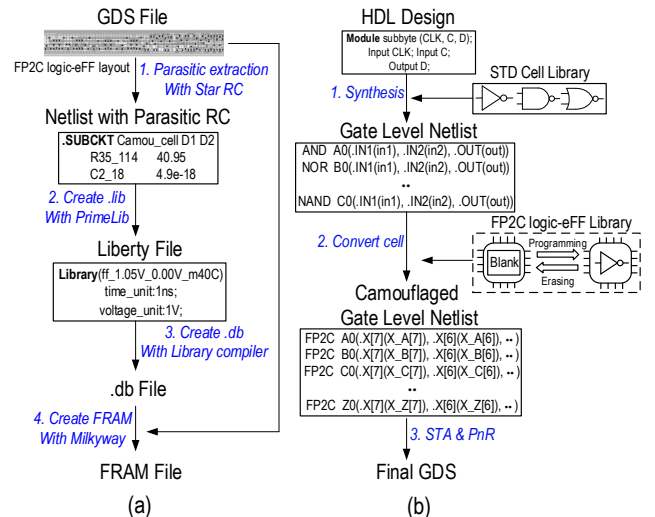 GDS File
FP2C logic-eFF layout
1. Parasitic extraction
With Star RC
Netlist with Parasitic RC
.SUBCKT Camou_cell D1 D2
R35_114 40.95
C2_18 4.9e-18
2. Create .lib
With PrimeLib
Liberty File
Library(ff_1.05V_0.00V_m40C)
time_unit:1ns;
voltage_unit:1V;
3. Create .db
With Library compiler
.db File
4. Create FRAM
With Milkyway
FRAM File
(a)
HDL Design
Module subbyte (CLK, C, D);
Input CLK; Input C;
Output D;
1. Synthesis
STD Cell Library
Gate Level Netlist
AND A0(.IN1(in1), .IN2(in2), .OUT(out))
NOR B0(.IN1(in1), .IN2(in2), .OUT(out))
..
NAND C0(.IN1(in1), .IN2(in2), .OUT(out))
2. Convert cell
FP2C logic-eFF Library
Blank
Programming
Erasing
Camouflaged
Gate Level Netlist
FP2C A0(.X[7](X_A[7]), .X[6](X_A[6]), ..)
FP2C B0(.X[7](X_B[7]), .X[6](X_B[6]), ..)
FP2C C0(.X[7](X_C[7]), .X[6](X_C[6], ..)
..
FP2C Z0(.X[7](X_Z[7]), .X[6](X_Z[6]), ..)
3. STA & PnR
Final GDS
(b)